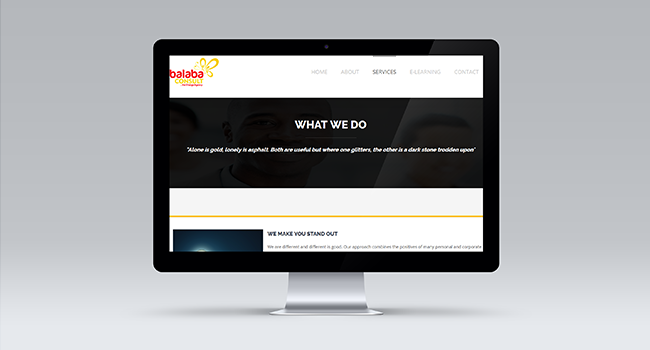 balaba
CONSULT
HOME ABOUT SERVICES E-LEARNING CONTACT
WHAT WE DO
"Alone is gold, lonely is asphalt. Both are useful but where one glitters, the other is a dark stone trodden upon"
WE MAKE YOU STAND OUT
We are different and different is good. Our approach combines the positives of many personal and corporate